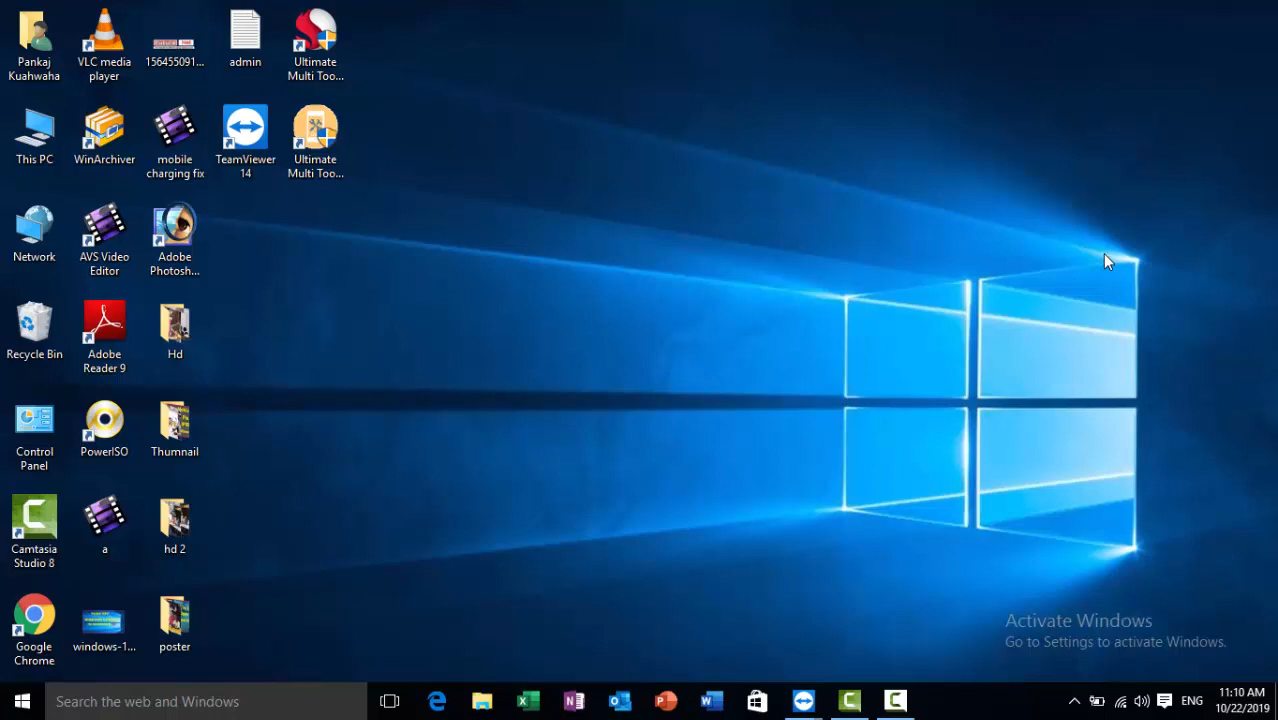 Pankaj
Kuahwaha
VLC media
player
156455091...
admin
Ultimate
Multi Too...
This PC
WinArchiver
mobile
charging fix
TeamViewer
14
Ultimate
Multi Too...
Network
AVS Video
Editor
Adobe
Photosh...
Recycle Bin
Adobe
Reader 9
Hd
Control
Panel
PowerISO
Thumnail
Camtasia
Studio 8
a
hd 2
Google
Chrome
windows-1...
poster
Activate Windows
Go to Settings to activate Windows.
Search the web and Windows
ENG
11:10 AM
10/22/2019